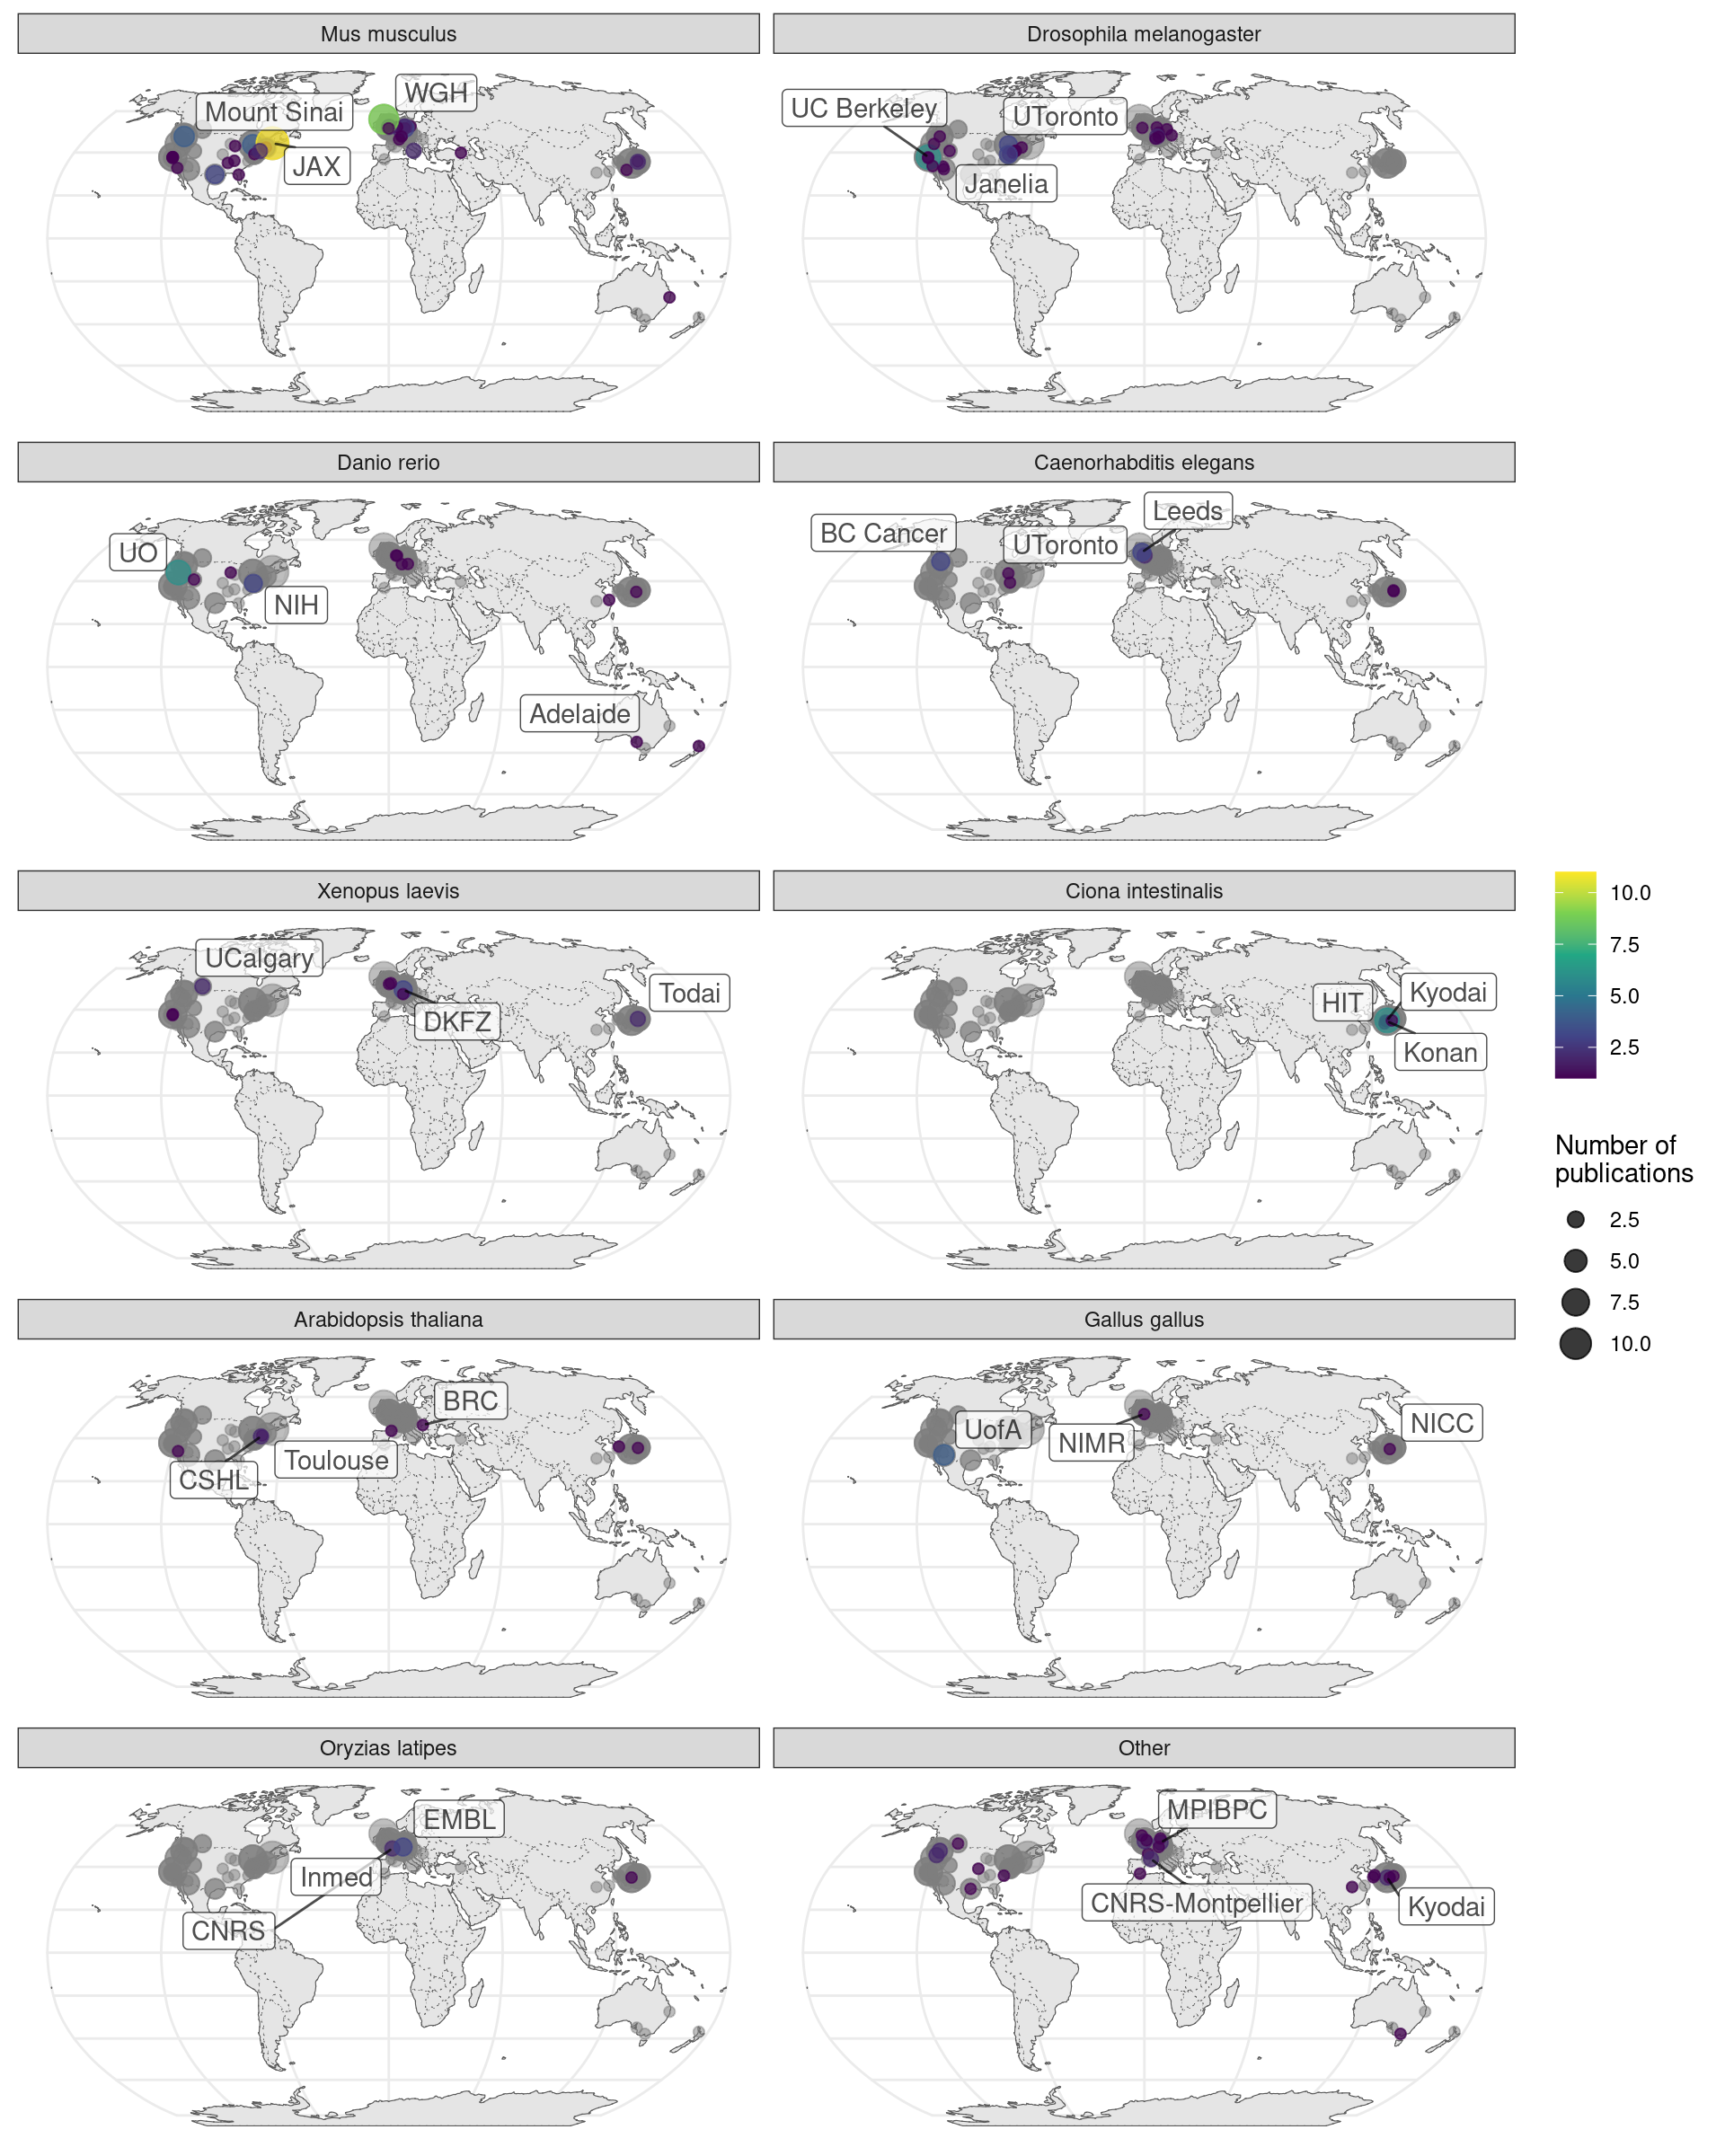 Mus musculus
Drosophila melanogaster
WGH
Mount Sinai
JAX
UC Berkeley
UToronto
Janelia
Danio rerio
Caenorhabditis elegans
UO
NIH
Adelaide
Leeds
BC Cancer
UToronto
Xenopus laevis
Ciona intestinalis
UCalgary
Todai
DKFZ
HIT
Kyodai
Konan
10.0
7.5
5.0
2.5
Number of
publications
2.5
5.0
7.5
10.0
Arabidopsis thaliana
Gallus gallus
BRC
Toulouse
CSHL
UofA
NIMR
NICC
Oryzias latipes
Other
EMBL
Inmed
CNRS
MPIBPC
CNRS-Montpellier
Kyodai